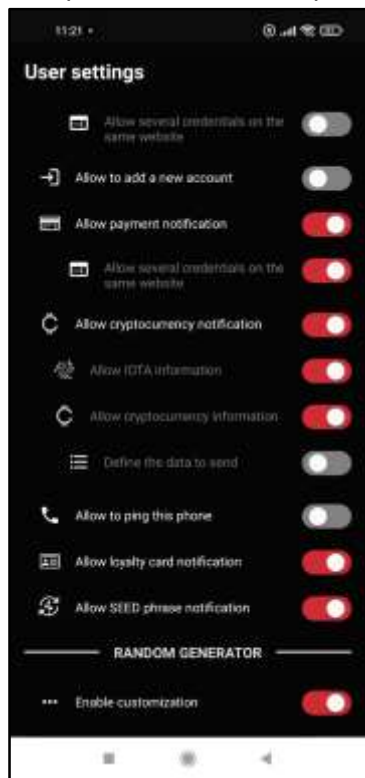 11:21
User settings
Allow several credentials on the
same website
Allow to add a new account
Allow payment notification
Allow several credentials on the
same website
Allow cryptocurrency notification
Allow IOTA information
Allow cryptocurrency information
Define the data to send
Allow to ping this phone
Allow loyalty card notification
Allow SEED phrase notification
RANDOM GENERATOR
Enable customization